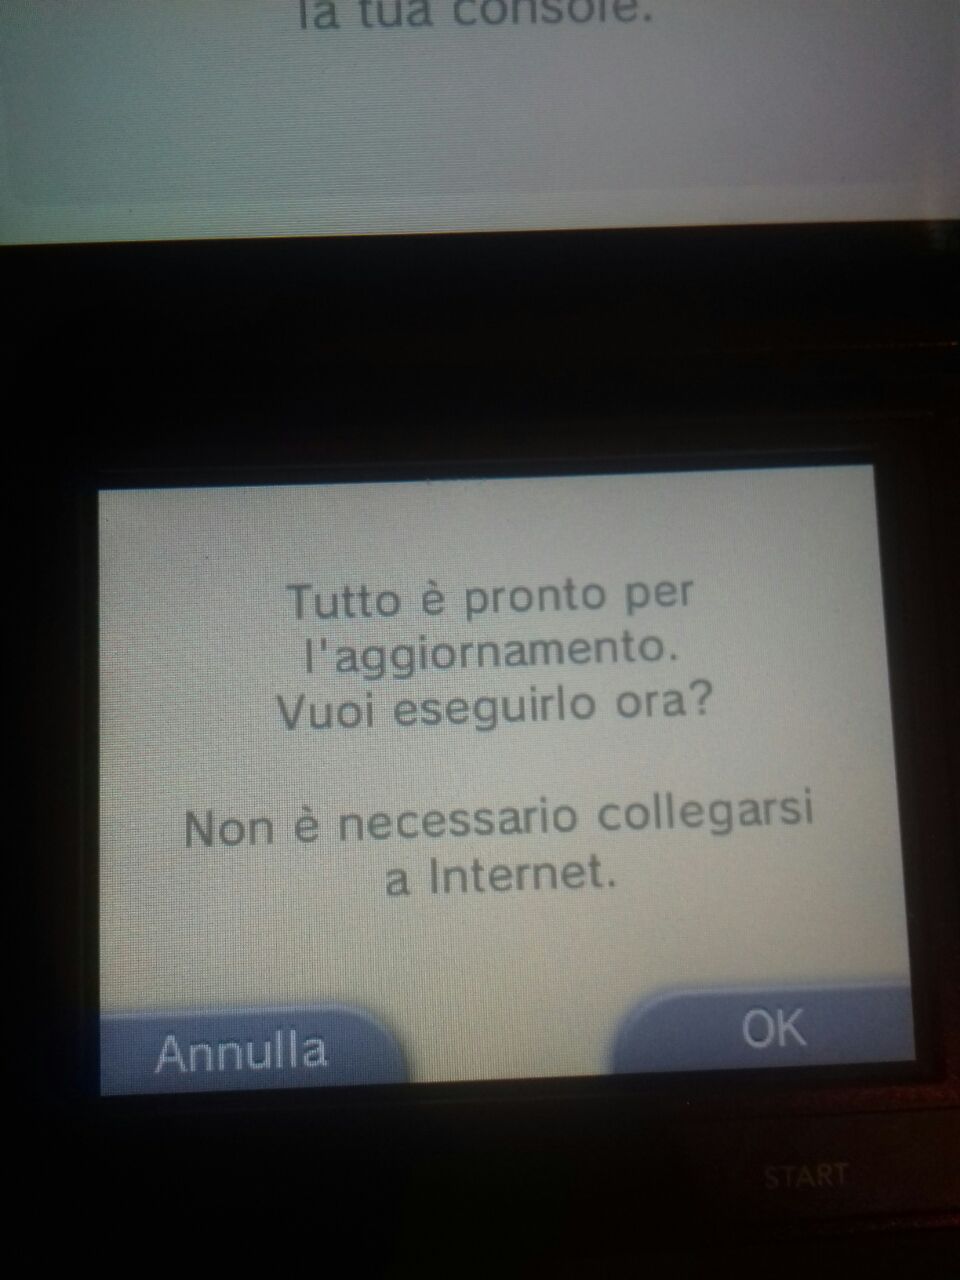 la tua console.
Tutto è pronto per
l'aggiornamento.
Vuoi eseguirlo ora?
Non è necessario collegarsi
a Internet.
Annulla
OK
START